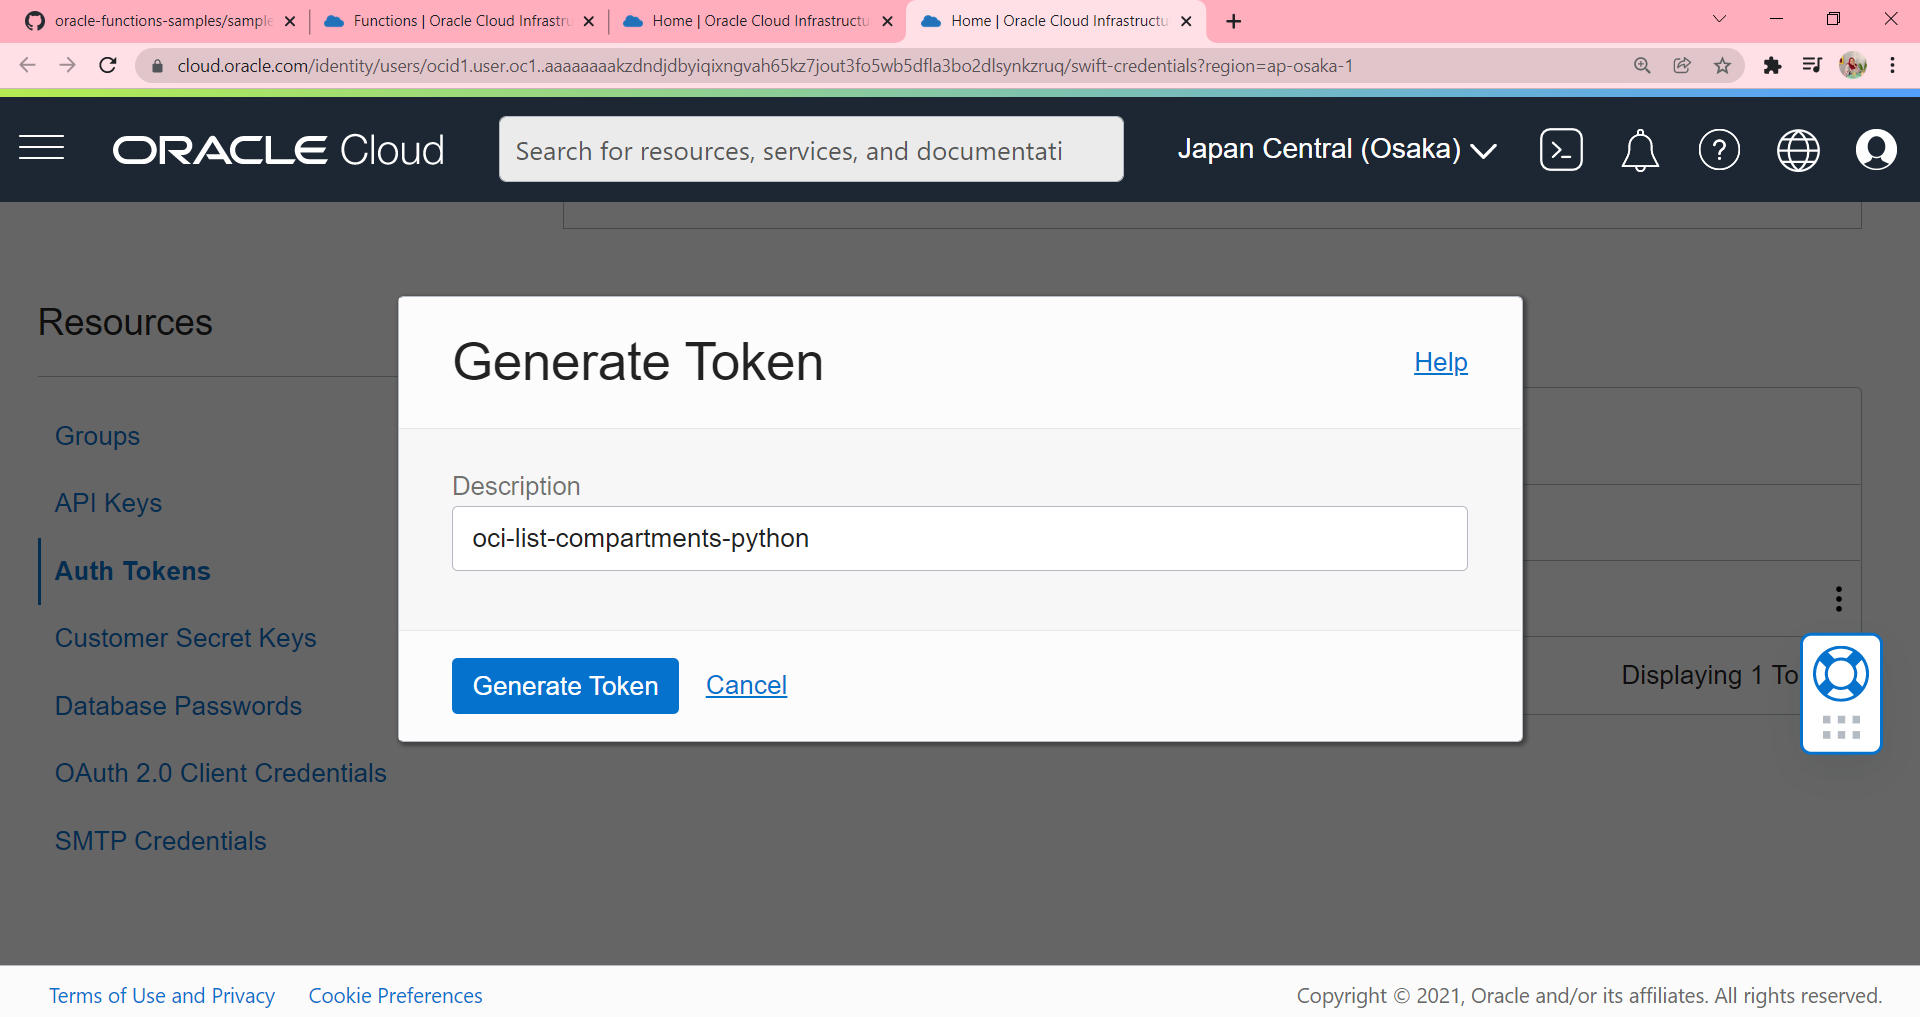 oracle-functions-samples/sample
Functions | Oracle Cloud Infrastru
Home | Oracle Cloud Infrastructu
Home | Oracle Cloud Infrastructu
cloud.oracle.com/identity/users/ocid1.user.oc1..aaaaaaaakzdndjdbyiqixngvah65kz7jout3fo5wb5dfla3bo2dlsynkzruq/swift-credentials?region=ap-osaka-1
ORACLE Cloud
Search for resources, services, and documentati
Japan Central (Osaka)
Resources
Groups
API Keys
Auth Tokens
Customer Secret Keys
Database Passwords
OAuth 2.0 Client Credentials
SMTP Credentials
Generate Token
Help
Description
oci-list-compartments-python
Generate Token
Cancel
Displaying 1 To
Terms of Use and Privacy
Cookie Preferences
Copyright © 2021, Oracle and/or its affiliates. All rights reserved.